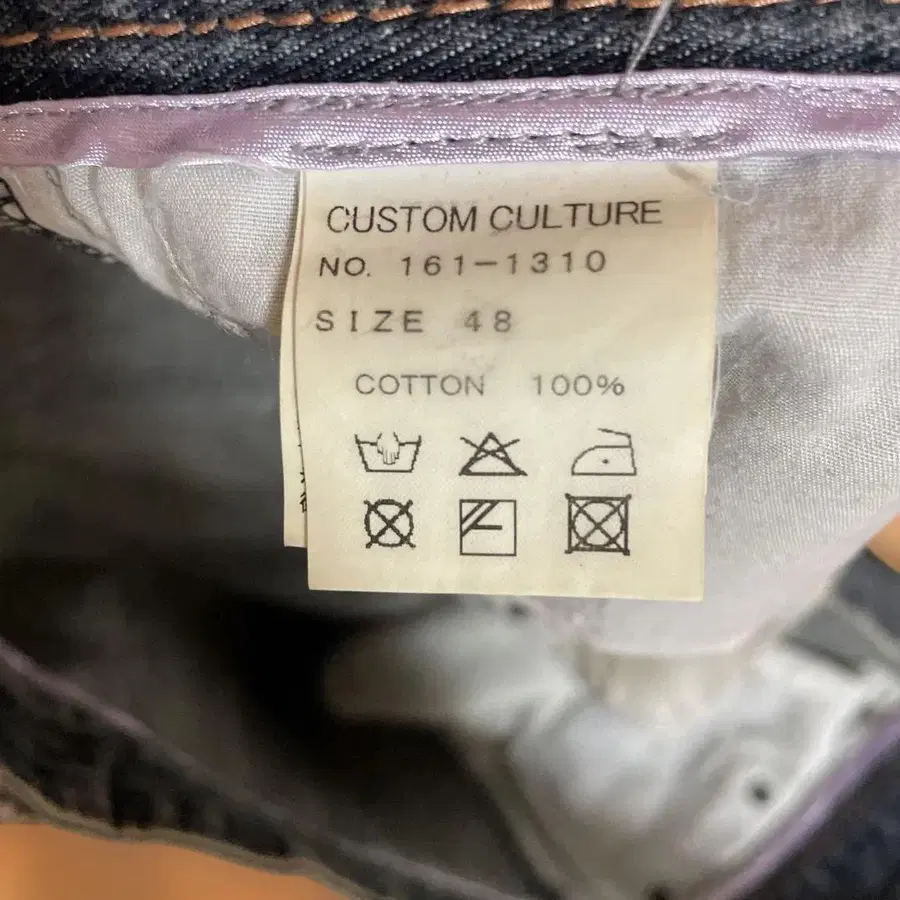 CUSTOM CULTURE
NO. 161-1310
SIZE 48
COTTON 100%